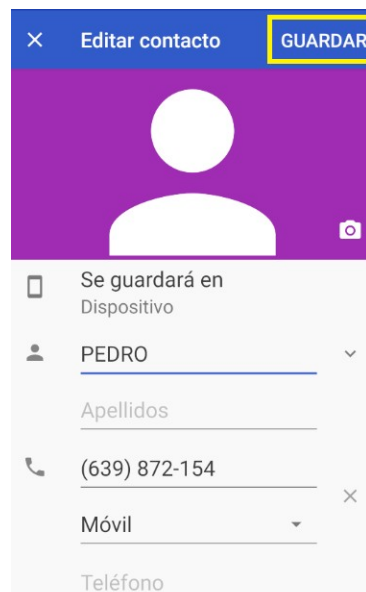 Editar contacto GUARDAR
Se guardará en
Dispositivo
PEDRO
Apellidos
(639) 872-154
Móvil
Teléfono